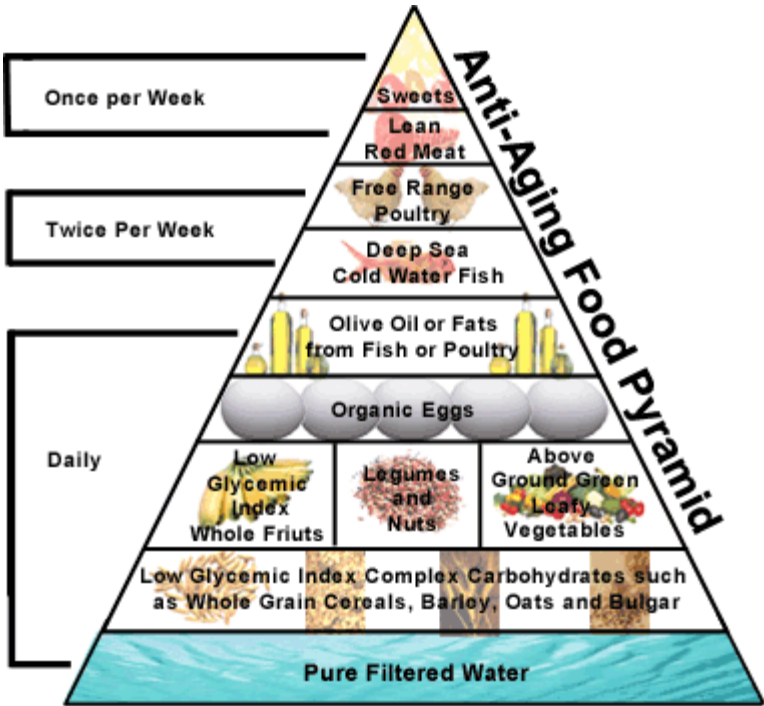 Anti-Aging Food Pyramid
Once per Week
Sweets
Lean
Red Meat
Twice Per Week
Free Range
Poultry
Deep Sea
Cold Water Fish
Daily
Olive Oil or Fats
from Fish or Poultry
Organic Eggs
Low
Glycemic
Index
Whole Friuts
Legumes
and
Nuts
Above
Ground Green
Leafy
Vegetables
Low Glycemic Index Complex Carbohydrates such
as Whole Grain Cereals, Barley, Oats and Bulgar
Pure Filtered Water